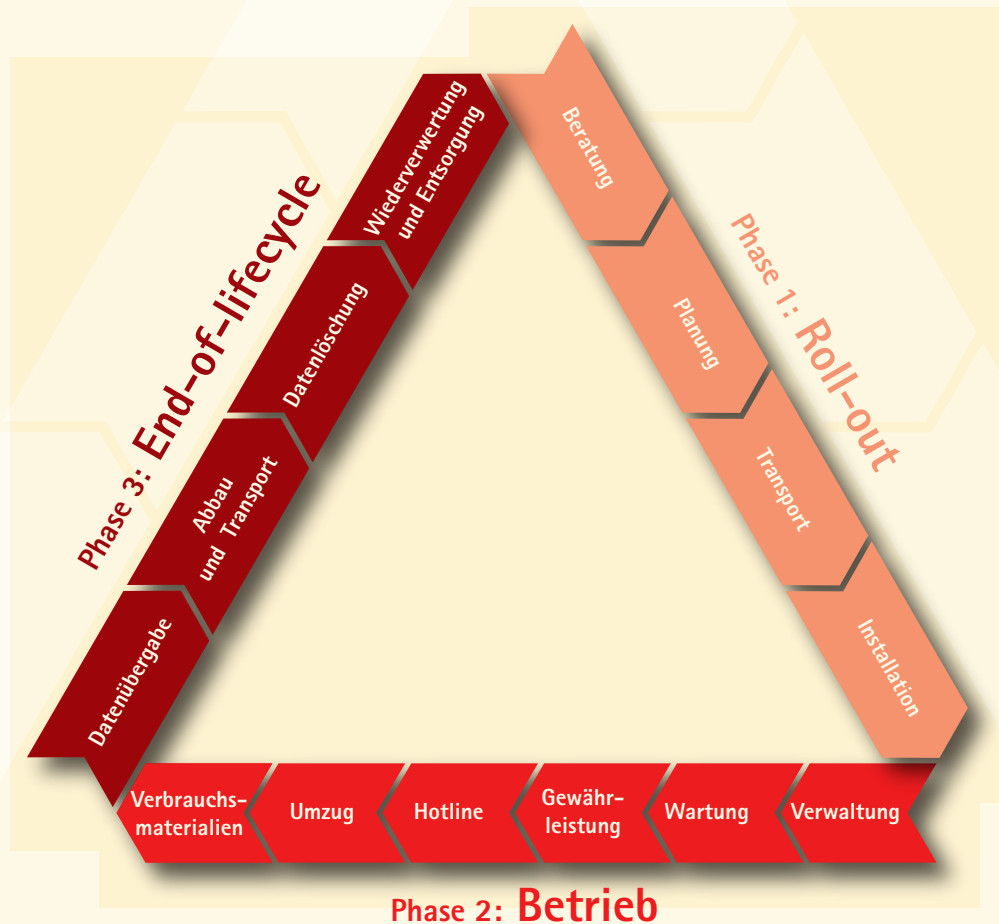 Phase 1: Roll-out
Beratung
Planung
Transport
Installation
Phase 2: Betrieb
Verwaltung
Wartung
Gewähr-
leistung
Hotline
Umzug
Verbrauchs-
materialien
Phase 3: End-of-lifecycle
Datenübergabe
Abbau
und Transport
Datenlöschung
Wiederverwertung
und Entsorgung